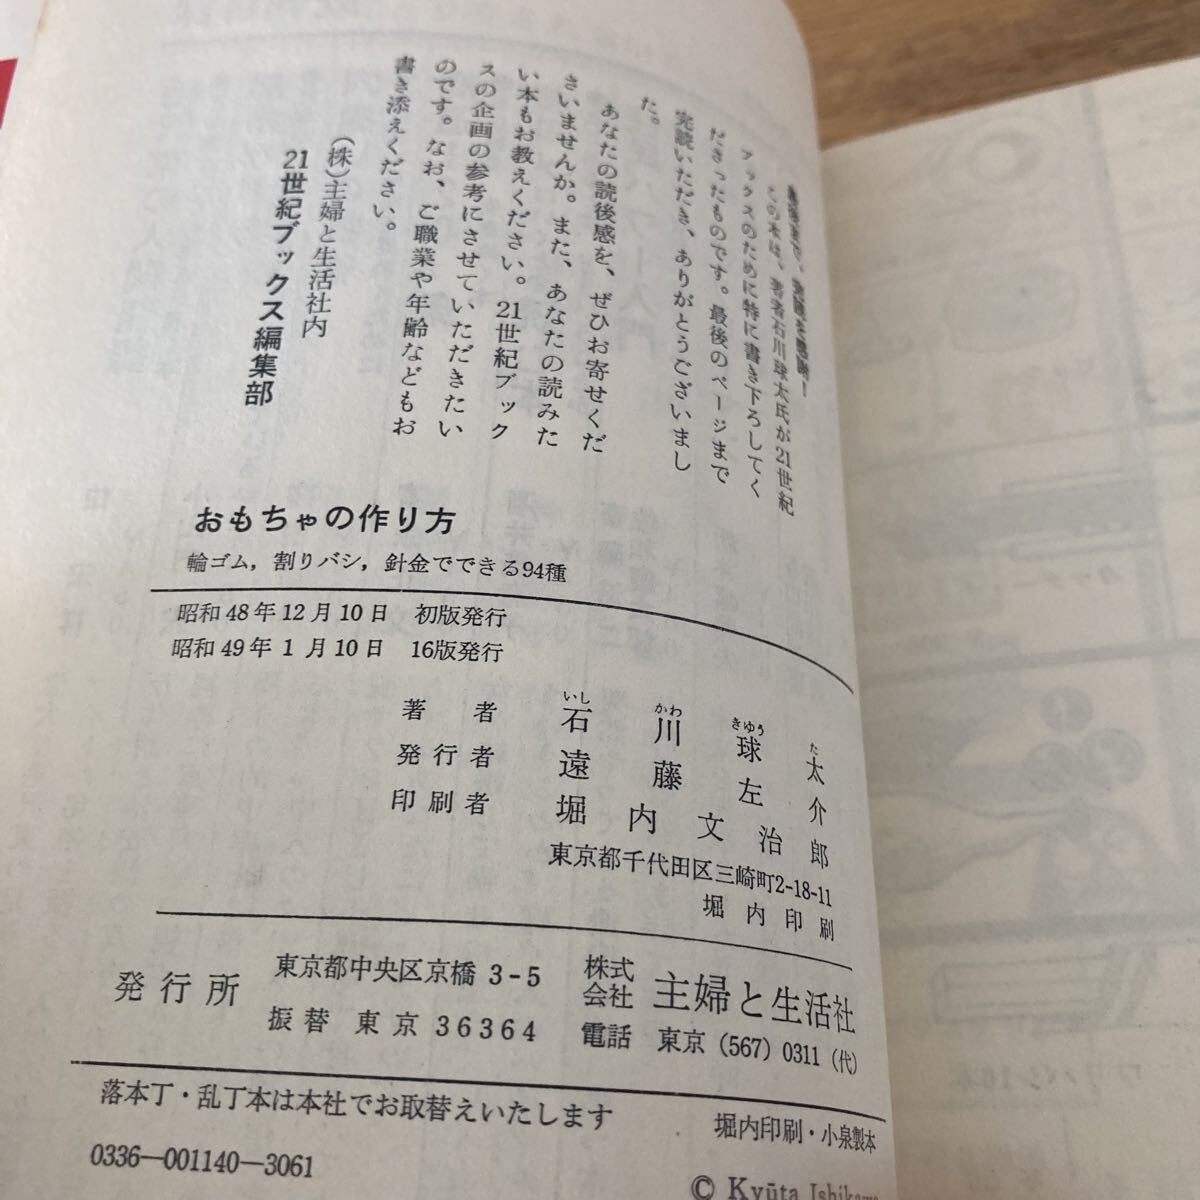 この本は、著者石川球太氏が21世紀
ブックスのために特に書き下ろしてく
ださったものです。最後のページまで
完読いただき、ありがとうございまし
た。
あなたの読後感を、ぜひお寄せくだ
さいませんか。また、あなたの読みた
い本もお教えください。21世紀ブック
スの企画の参考にさせていただきたい
のです。なお、ご職業や年齢などもお
書き添えください。
(株)主婦と生活社内
21世紀ブックス編集部
おもちゃの作り方
輪ゴム，割りバシ，針金でできる94種
昭和48年12月10日 初版発行
昭和49年1月10日 16版発行
著者 石川球太
いし かわ きゆう た
発行者 遠藤左介
印刷者 堀内文治郎
東京都千代田区三崎町2-18-11
堀内印刷
発行所 東京都中央区京橋3-5 株式会社 主婦と生活社
振替 東京36364 電話 東京(567)0311(代)
落本丁・乱丁本は本社でお取替えいたします
堀内印刷・小泉製本
0336—001140—3061
© Kyūta Ishikawa